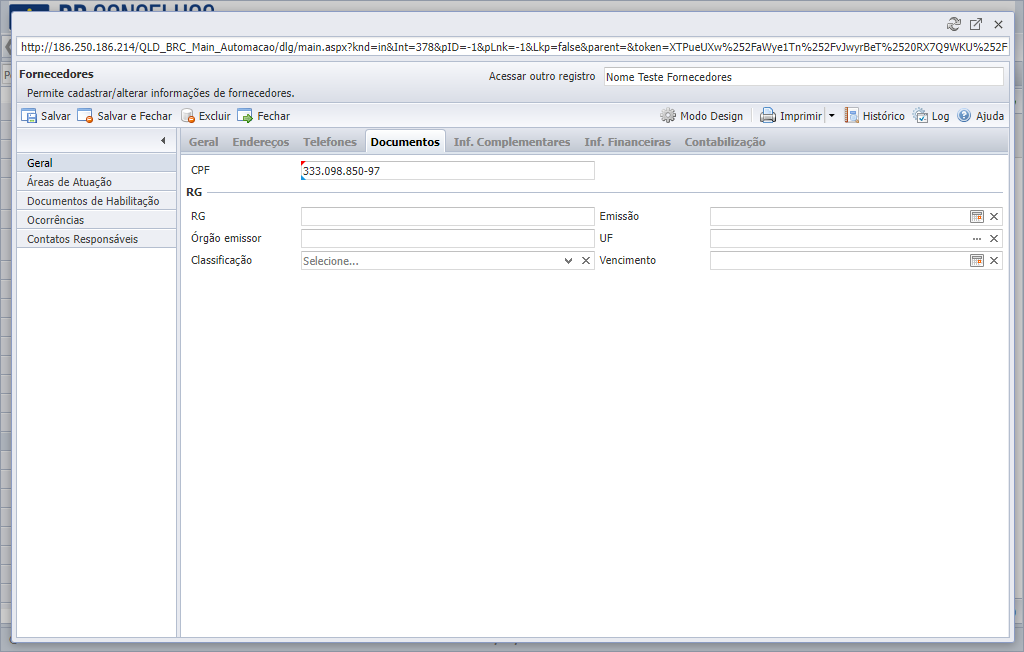 http://186.250.186.214/QLD_BRC_Main_Automacao/dlg/main.aspx?knd=in&Int=378&pID=-1&pLnk=-1&Lkp=false&parent=&token=XTPueUXw%252FaWye1Tn%252FvJwyrBeT%2520RX7Q9WKU%252F
Fornecedores
Acessar outro registro Nome Teste Fornecedores
Permite cadastrar/alterar informações de fornecedores.
Salvar Salvar e Fechar Excluir Fechar Modo Design Imprimir Histórico Log Ajuda
Geral Endereços Telefones Documentos Inf. Complementares Inf. Financeiras Contabilização
Geral
Áreas de Atuação
Documentos de Habilitação
Ocorrências
Contatos Responsáveis
CPF 333.098.850-97
RG
RG Emissão
Órgão emissor UF
Classificação Selecione... Vencimento